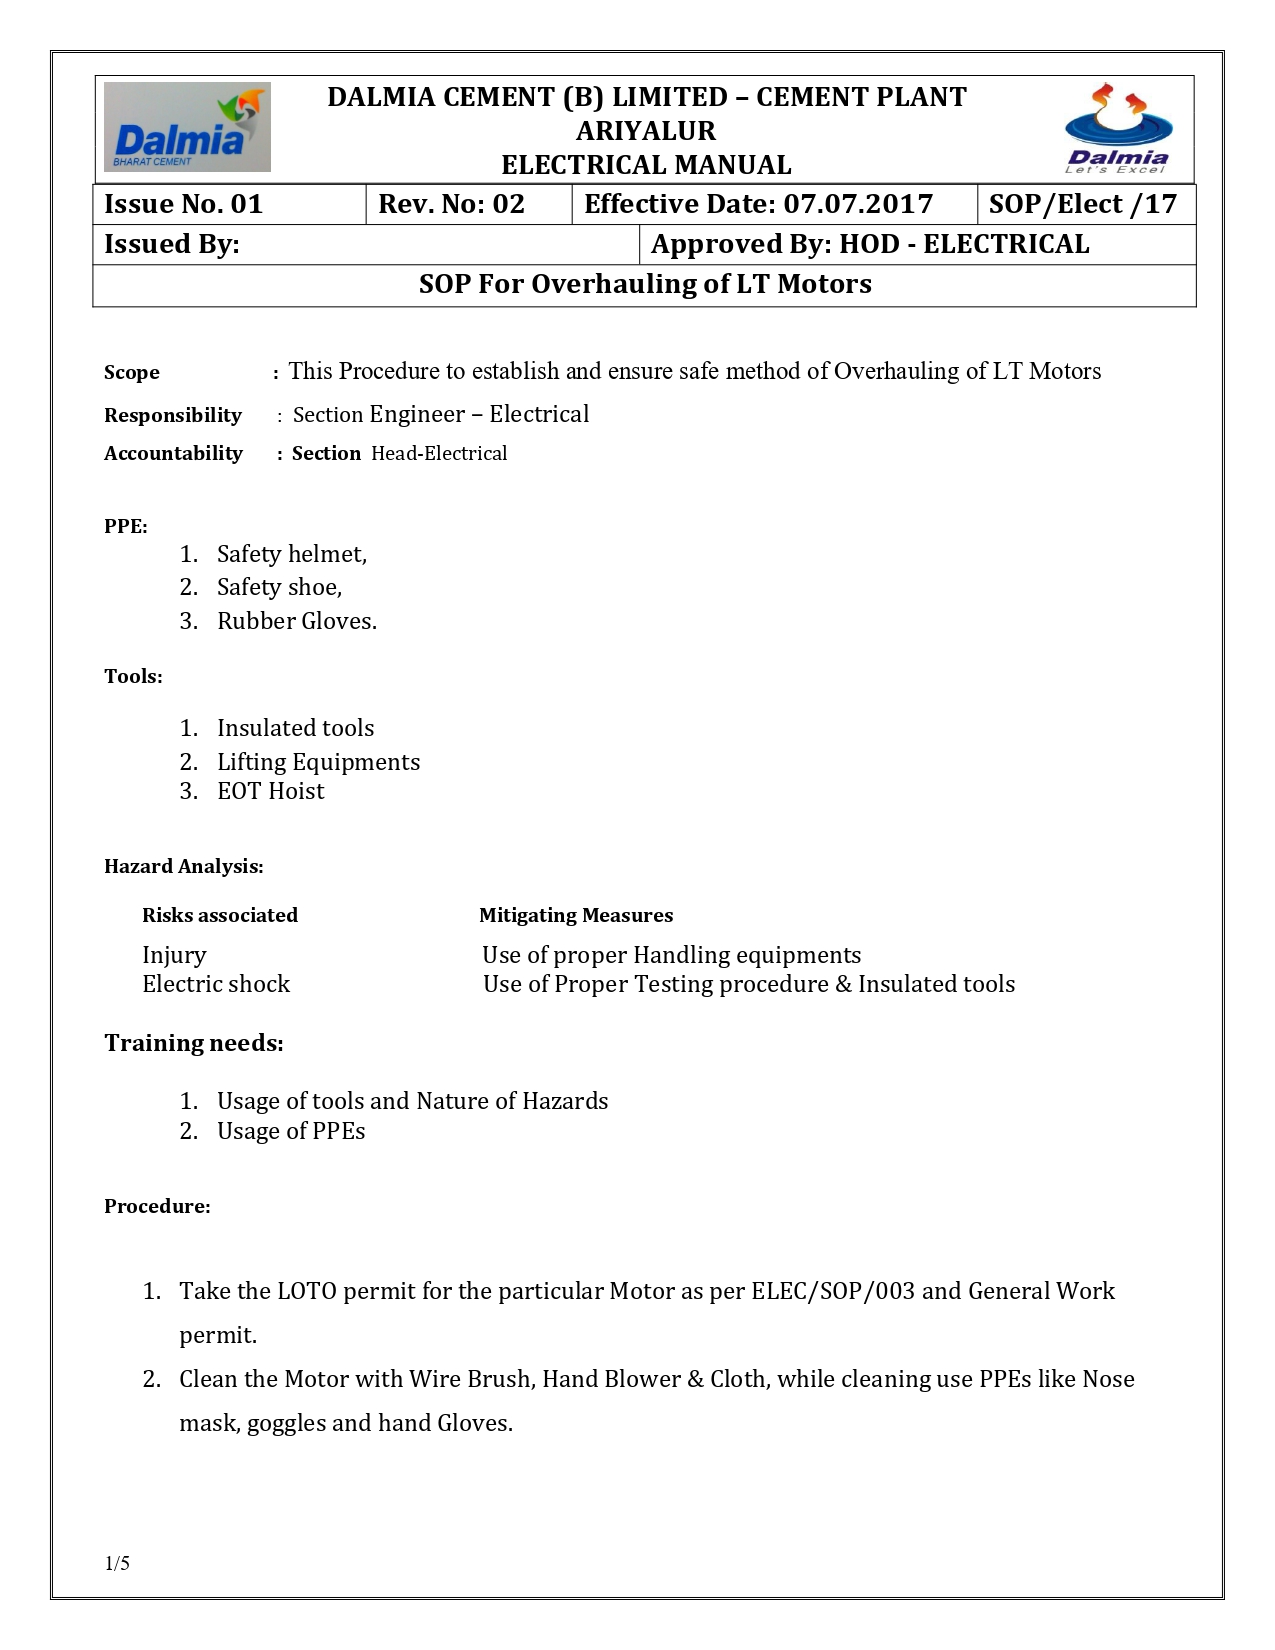 Dalmia
BHARAT CEMENT
DALMIA CEMENT (B) LIMITED – CEMENT PLANT
ARIYALUR
ELECTRICAL MANUAL
Dalmia
Let's Excel
Issue No. 01 Rev. No: 02 Effective Date: 07.07.2017 SOP/Elect /17
Issued By: Approved By: HOD - ELECTRICAL
SOP For Overhauling of LT Motors
Scope : This Procedure to establish and ensure safe method of Overhauling of LT Motors
Responsibility : Section Engineer – Electrical
Accountability : Section Head-Electrical
PPE:
1. Safety helmet,
2. Safety shoe,
3. Rubber Gloves.
Tools:
1. Insulated tools
2. Lifting Equipments
3. EOT Hoist
Hazard Analysis:
Risks associated Mitigating Measures
Injury Use of proper Handling equipments
Electric shock Use of Proper Testing procedure & Insulated tools
Training needs:
1. Usage of tools and Nature of Hazards
2. Usage of PPEs
Procedure:
1. Take the LOTO permit for the particular Motor as per ELEC/SOP/003 and General Work
permit.
2. Clean the Motor with Wire Brush, Hand Blower & Cloth, while cleaning use PPEs like Nose
mask, goggles and hand Gloves.
1/5